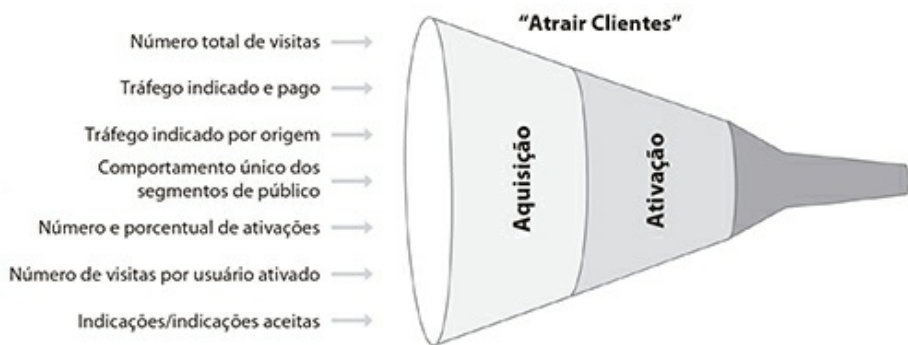 “Atrair Clientes”
Número total de visitas
Tráfego indicado e pago
Tráfego indicado por origem
Comportamento único dos
segmentos de público
Número e porcentual de ativações
Número de visitas por usuário ativado
Indicações/indicações aceitas
Aquisição
Ativação